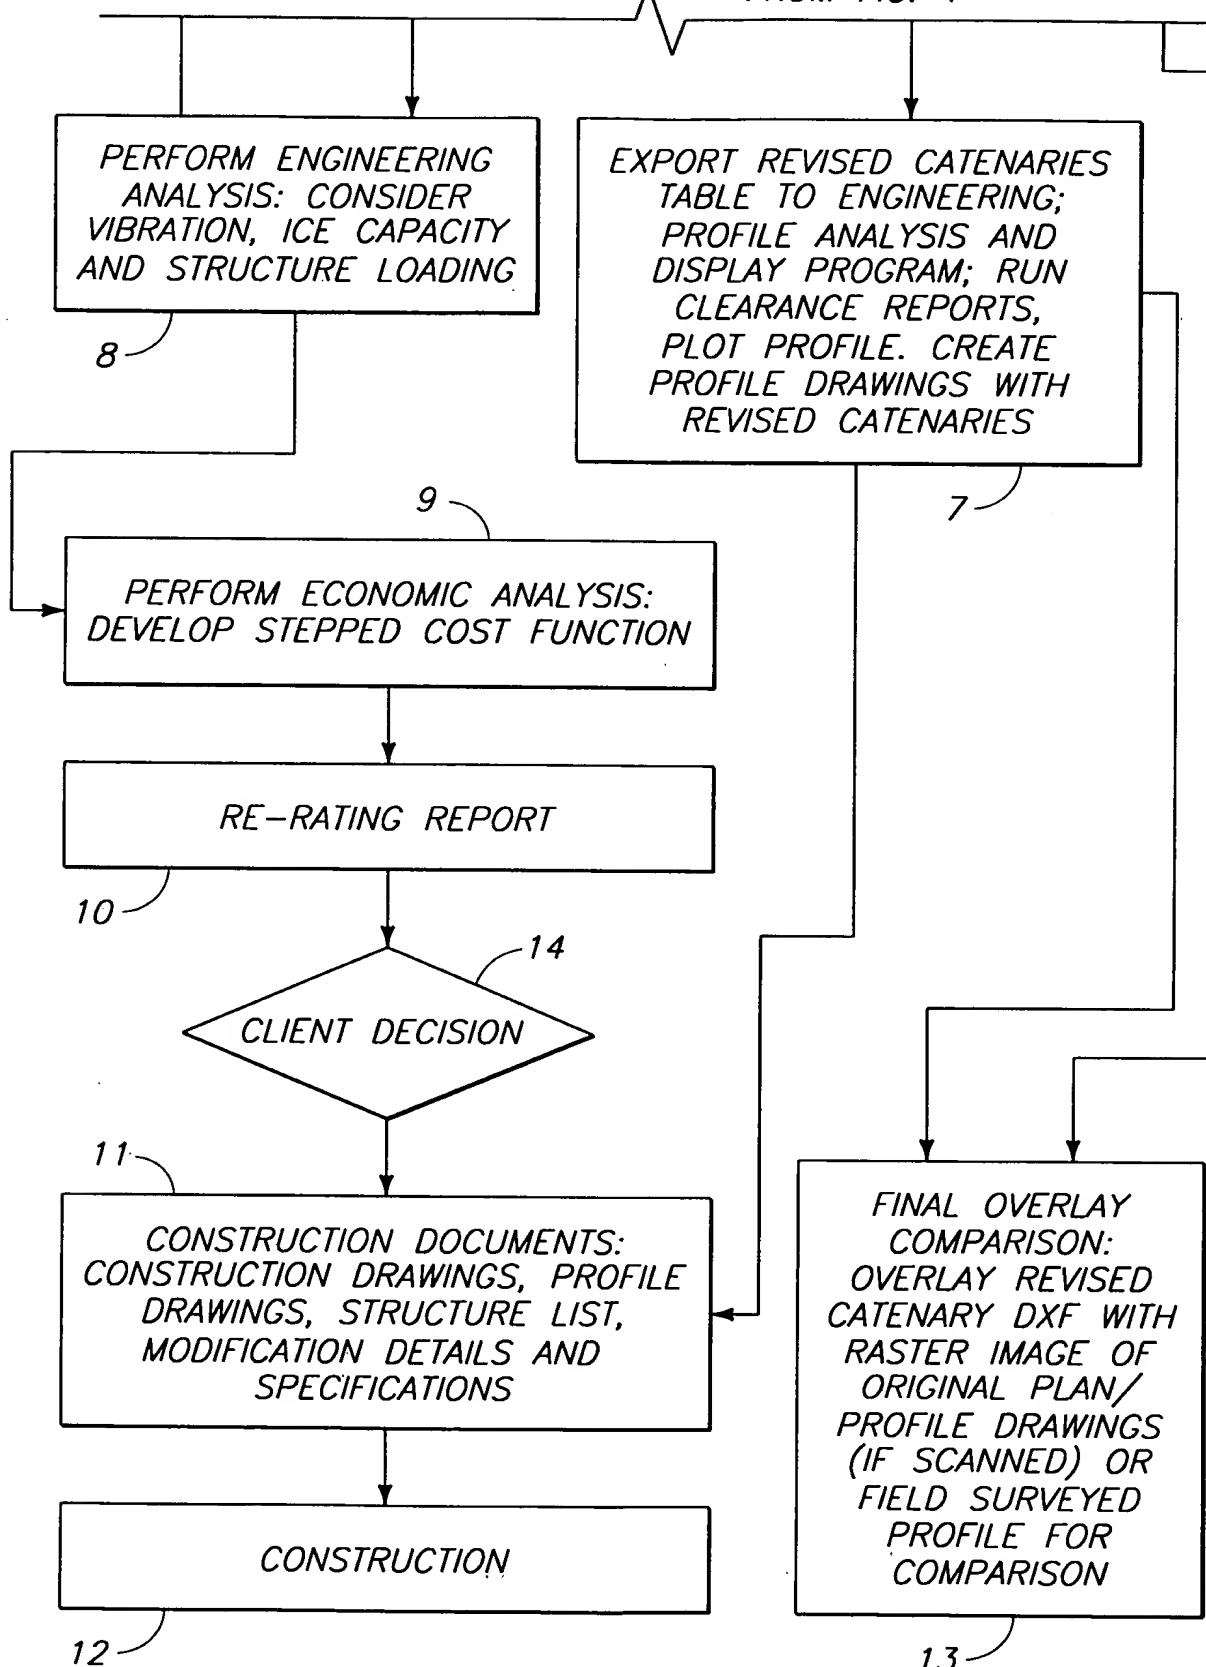 PERFORM ENGINEERING
ANALYSIS: CONSIDER
VIBRATION, ICE CAPACITY
AND STRUCTURE LOADING
8
EXPORT REVISED CATENARIES
TABLE TO ENGINEERING;
PROFILE ANALYSIS AND
DISPLAY PROGRAM; RUN
CLEARANCE REPORTS,
PLOT PROFILE. CREATE
PROFILE DRAWINGS WITH
REVISED CATENARIES
7
9
PERFORM ECONOMIC ANALYSIS:
DEVELOP STEPPED COST FUNCTION
RE-RATING REPORT
10
14
CLIENT DECISION
11
CONSTRUCTION DOCUMENTS:
CONSTRUCTION DRAWINGS, PROFILE
DRAWINGS, STRUCTURE LIST,
MODIFICATION DETAILS AND
SPECIFICATIONS
CONSTRUCTION
12
FINAL OVERLAY
COMPARISON:
OVERLAY REVISED
CATENARY DXF WITH
RASTER IMAGE OF
ORIGINAL PLAN/
PROFILE DRAWINGS
(IF SCANNED) OR
FIELD SURVEYED
PROFILE FOR
COMPARISON
13